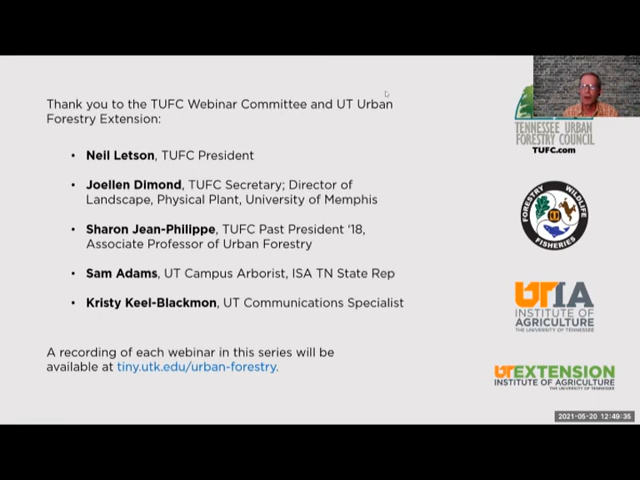 Thank you to the TUFC Webinar Committee and UT Urban
Forestry Extension:
• Neil Letson, TUFC President
• Joellen Dimond, TUFC Secretary; Director of
Landscape, Physical Plant, University of Memphis
• Sharon Jean-Philippe, TUFC Past President '18,
Associate Professor of Urban Forestry
• Sam Adams, UT Campus Arborist, ISA TN State Rep
• Kristy Keel-Blackmon, UT Communications Specialist
A recording of each webinar in this series will be
available at tiny.utk.edu/urban-forestry.
TENNESSEE URBAN
FORESTRY COUNCIL
TUFC.com
FORESTRY WILDLIFE
FISHERIES
UTIA
INSTITUTE OF
AGRICULTURE
THE UNIVERSITY OF TENNESSEE
UT EXTENSION
INSTITUTE OF AGRICULTURE
THE UNIVERSITY OF TENNESSEE
2021-05-20 12:49:35